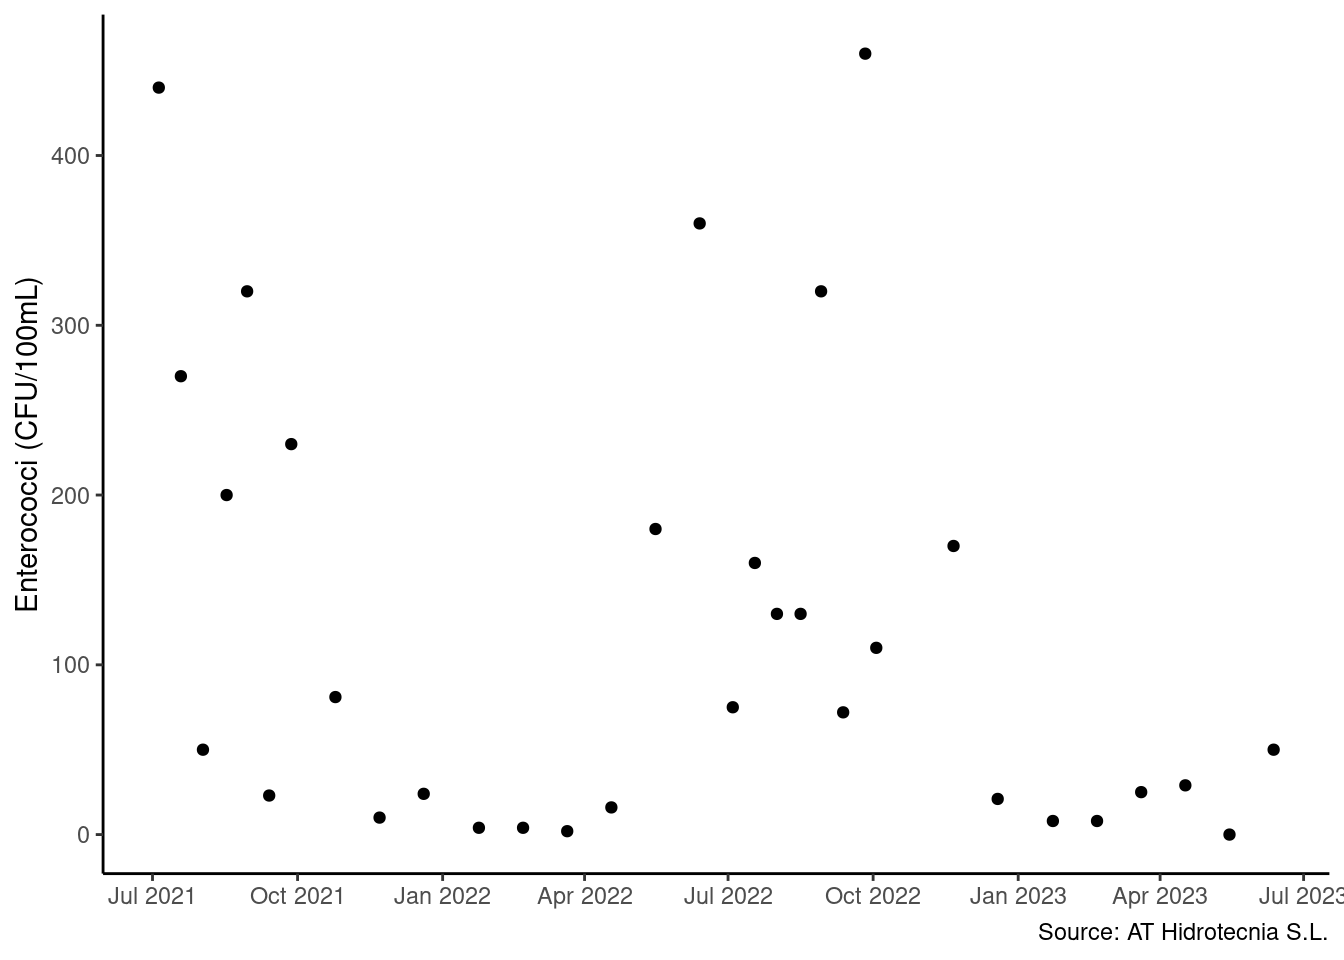 Enterococci (CFU/100mL)
400
300
200
100
0
Jul 2021 Oct 2021 Jan 2022 Apr 2022 Jul 2022 Oct 2022 Jan 2023 Apr 2023 Jul 2023
Source: AT Hidrotecnia S.L.